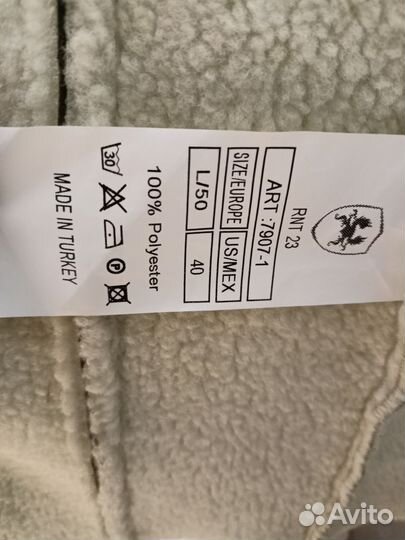 RNT 23
ART :7907-1
SIZE/EUROPE US/MEX
L/50 40
100% Polyester
30 P
MADE IN TURKEY
Avito